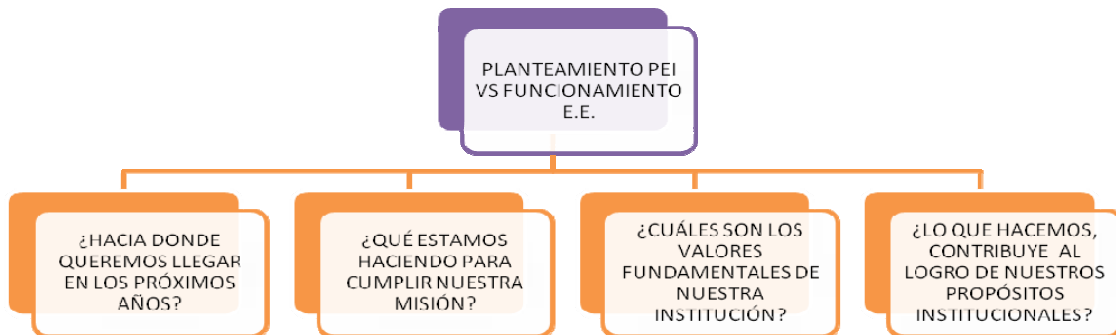 PLANTEAMIENTO PEI
VS FUNCIONAMIENTO
E.E.
¿HACIA DONDE
QUEREMOS LLEGAR
EN LOS PRÓXIMOS
AÑOS?
¿QUÉ ESTAMOS
HACIENDO PARA
CUMPLIR NUESTRA
MISIÓN?
¿CUÁLES SON LOS
VALORES
FUNDAMENTALES DE
NUESTRA
INSTITUCIÓN?
¿LO QUE HACEMOS,
CONTRIBUYE AL
LOGRO DE NUESTROS
PROPÓSITOS
INSTITUCIONALES?